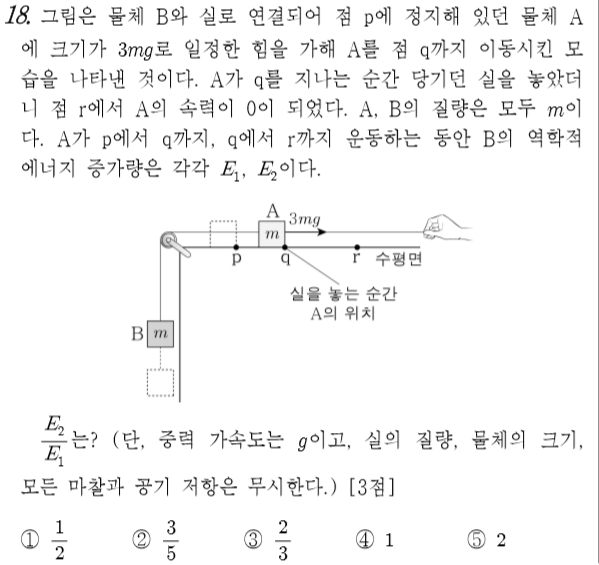 18. 그림은 물체 B와 실로 연결되어 점 p에 정지해 있던 물체 A
에 크기가 3mg로 일정한 힘을 가해 A를 점 q까지 이동시킨 모
습을 나타낸 것이다. A가 q를 지나는 순간 당기던 실을 놓았더
니 점 r에서 A의 속력이 0이 되었다. A, B의 질량은 모두 m이
다. A가 p에서 q까지, q에서 r까지 운동하는 동안 B의 역학적
에너지 증가량은 각각 E₁, E₂이다.
A
3mg
m
p q r 수평면
실을 놓는 순간
A의 위치
B m
E₂/E₁는? (단, 중력 가속도는 g이고, 실의 질량, 물체의 크기,
모든 마찰과 공기 저항은 무시한다.) [3점]
① 1/2 ② 3/5 ③ 2/3 ④ 1 ⑤ 2